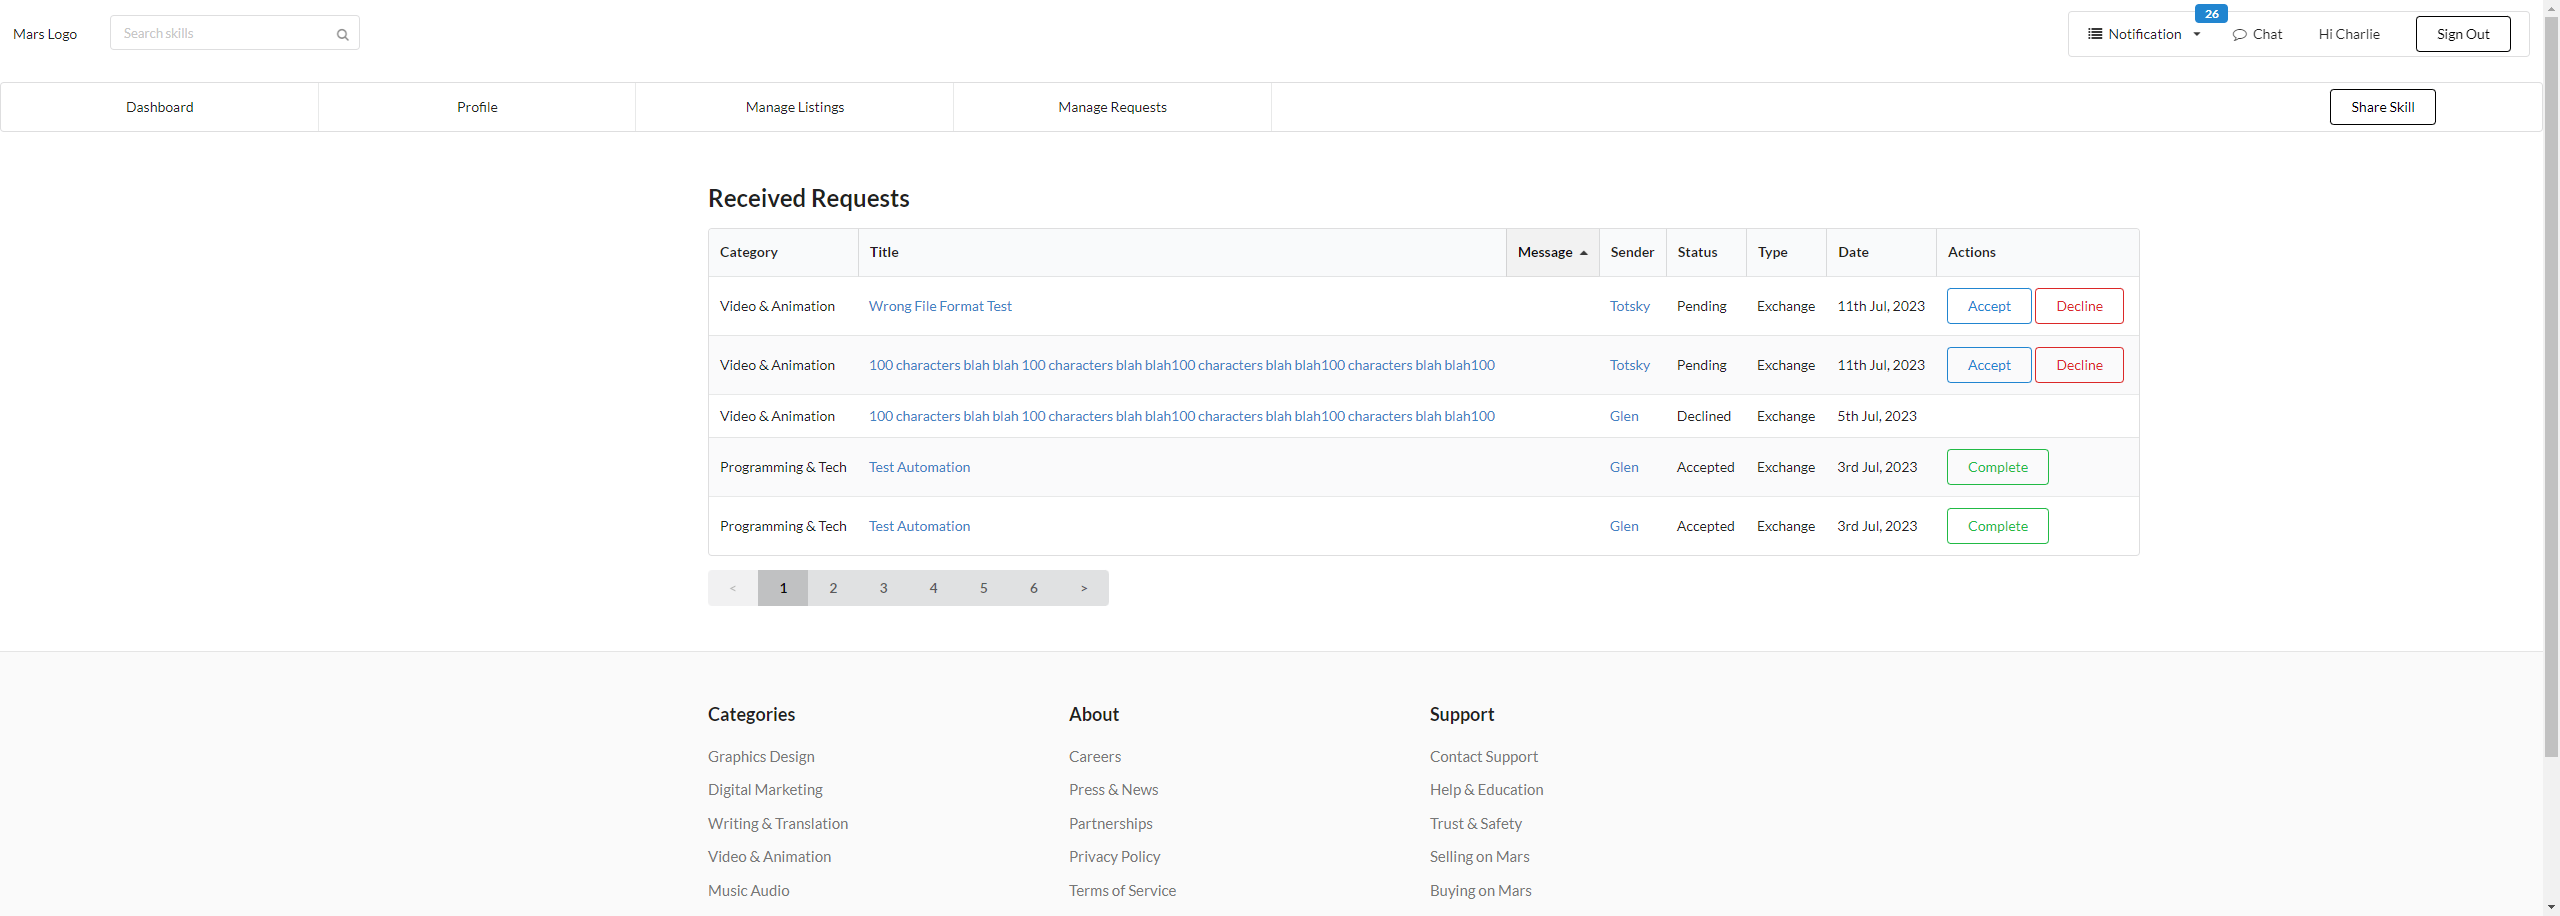 Mars Logo Search skills 26 Notification Chat Hi Charlie Sign Out
Dashboard Profile Manage Listings Manage Requests Share Skill
Received Requests
Category Title Message Sender Status Type Date Actions
Video & Animation Wrong File Format Test Totsky Pending Exchange 11th Jul, 2023 Accept Decline
Video & Animation 100 characters blah blah 100 characters blah blah100 characters blah blah100 characters blah blah100 Totsky Pending Exchange 11th Jul, 2023 Accept Decline
Video & Animation 100 characters blah blah 100 characters blah blah100 characters blah blah100 characters blah blah100 Glen Declined Exchange 5th Jul, 2023
Programming & Tech Test Automation Glen Accepted Exchange 3rd Jul, 2023 Complete
Programming & Tech Test Automation Glen Accepted Exchange 3rd Jul, 2023 Complete
< 1 2 3 4 5 6 >
Categories About Support
Graphics Design Careers Contact Support
Digital Marketing Press & News Help & Education
Writing & Translation Partnerships Trust & Safety
Video & Animation Privacy Policy Selling on Mars
Music Audio Terms of Service Buying on Mars